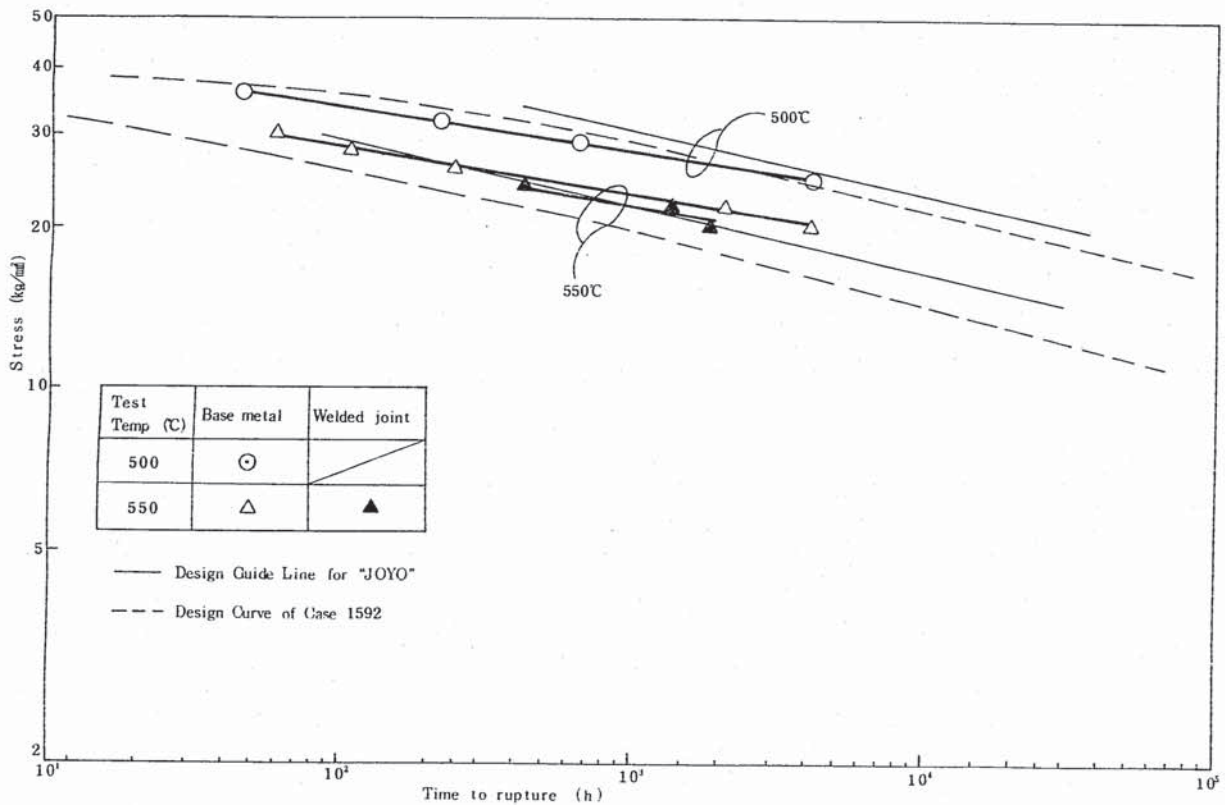 50
40
30
20
10
5
2
Stress (kg/㎟)
500℃
550℃
Test Temp (℃)
Base metal
Welded joint
500
550
Design Guide Line for "JOYO"
Design Curve of Case 1592
10¹
10²
10³
10⁴
10⁵
Time to rupture (h)